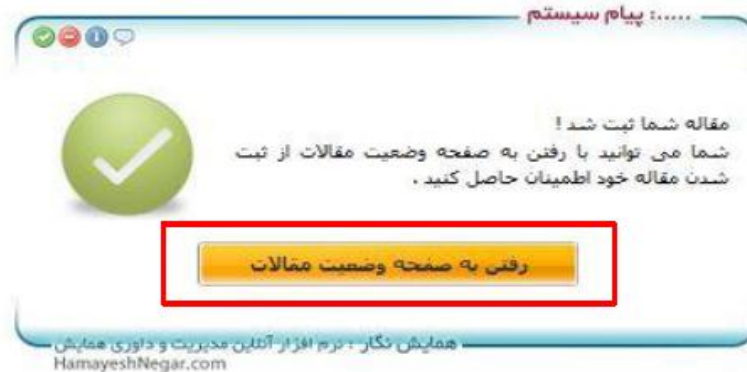 .....: پیام سیستم
مقاله شما ثبت شد !
شما می توانید با رفتن به صفحه وضعیت مقالات از ثبت
شدن مقاله خود اطمینان حاصل کنید .
رفتن به صفحه وضعیت مقالات
همایش نگار : نرم افزار آنلاین مدیریت و داوری همایش
HamayeshNegar.com